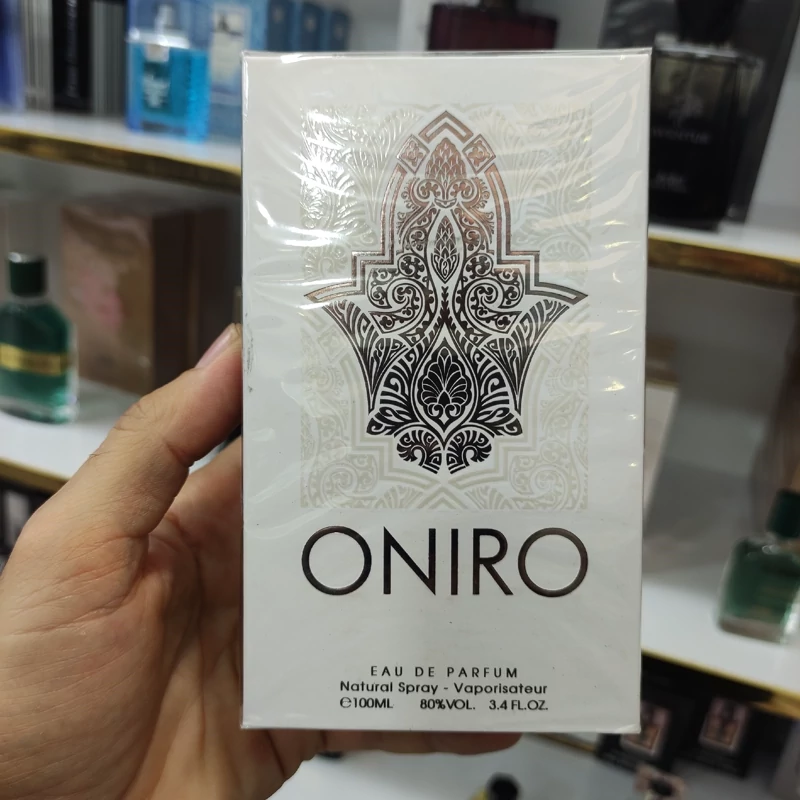 ONIRO
EAU DE PARFUM
Natural Spray - Vaporisateur
℮100ML 80%VOL. 3.4 FL.OZ.